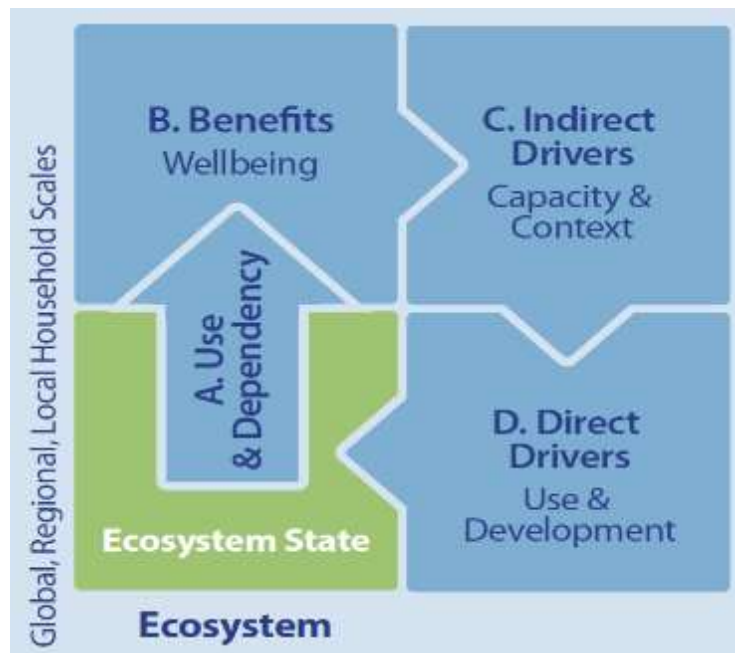 B. Benefits
Wellbeing
C. Indirect
Drivers
Capacity &
Context
A. Use
& Dependency
D. Direct
Drivers
Use &
Development
Ecosystem State
Ecosystem
Global, Regional, Local Household Scales